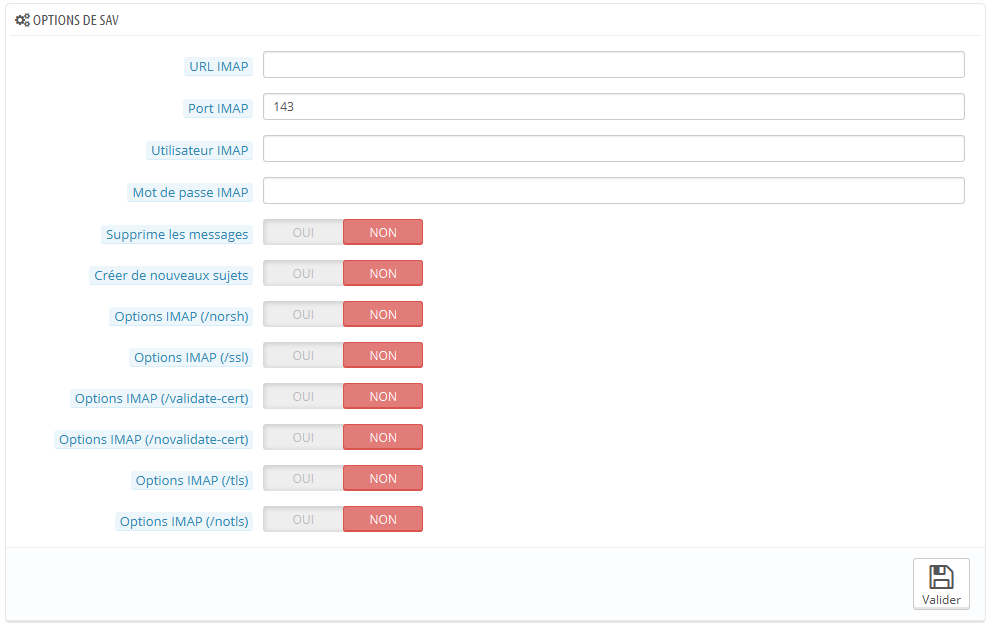 OPTIONS DE SAV
URL IMAP
Port IMAP 143
Utilisateur IMAP
Mot de passe IMAP
Supprime les messages OUI NON
Créer de nouveaux sujets OUI NON
Options IMAP (/norsh) OUI NON
Options IMAP (/ssl) OUI NON
Options IMAP (/validate-cert) OUI NON
Options IMAP (/novalidate-cert) OUI NON
Options IMAP (/tls) OUI NON
Options IMAP (/notls) OUI NON
Valider